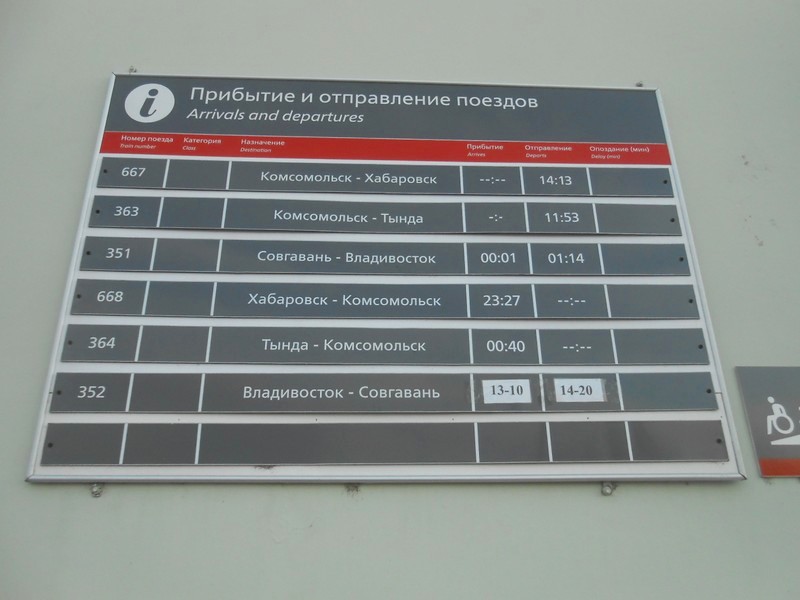 i
Прибытие и отправление поездов
Arrivals and departures
Номер поезда Категория Назначение Прибытие Отправление Опоздание (мин)
Train number Class Destination Arrives Departs Delay (min)
667 Комсомольск - Хабаровск --:-- 14:13
363 Комсомольск - Тында -:- 11:53
351 Совгавань - Владивосток 00:01 01:14
668 Хабаровск - Комсомольск 23:27 --:--
364 Тында - Комсомольск 00:40 --:--
352 Владивосток - Совгавань 13-10 14-20